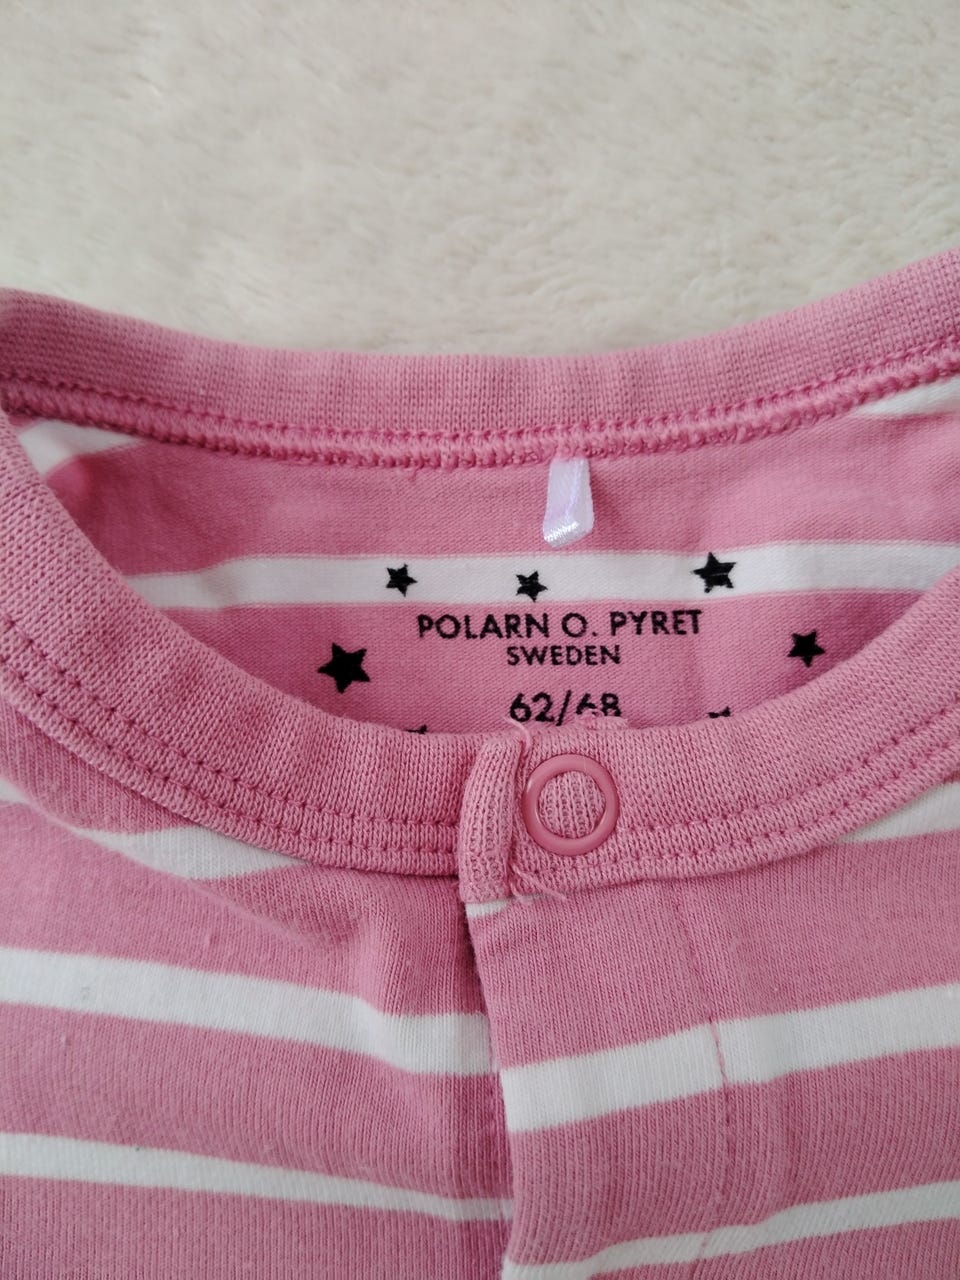 POLARN O. PYRET
SWEDEN
62/68